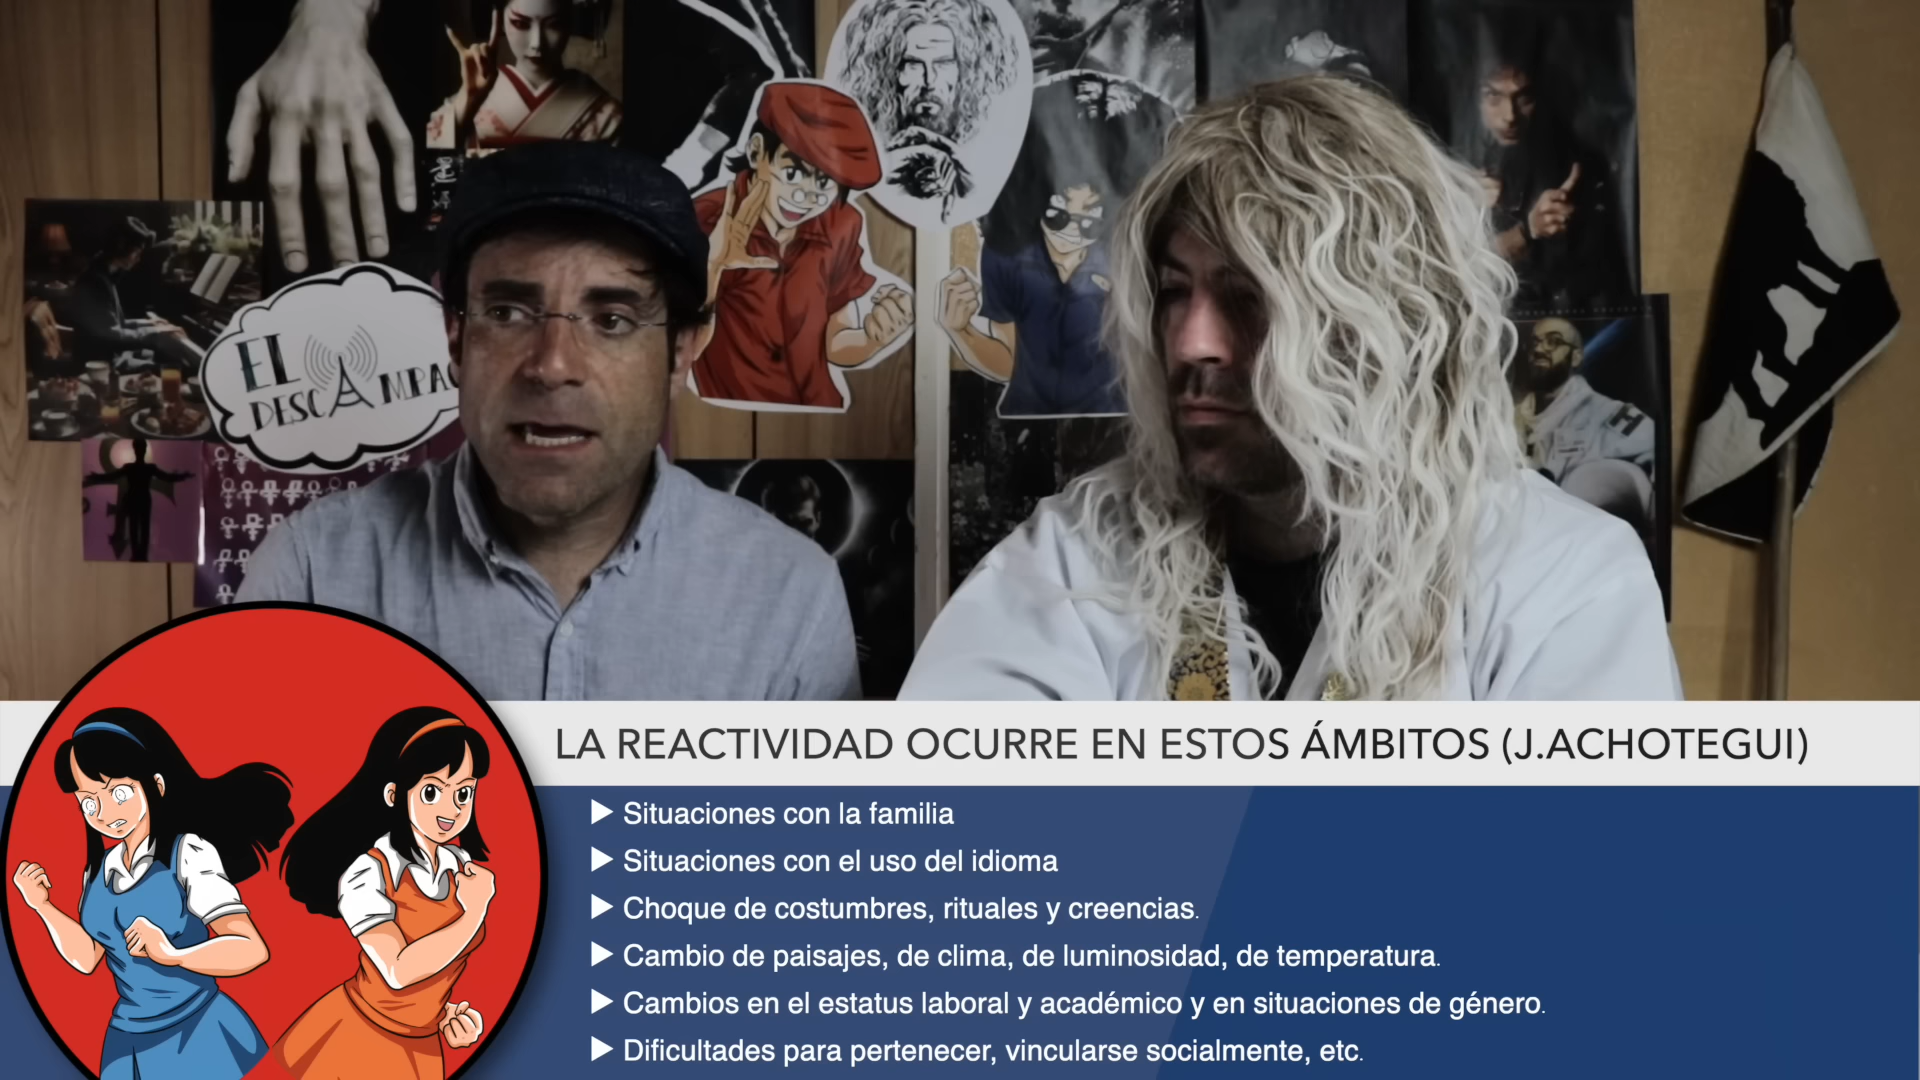 EL
DESCAMPA
LA REACTIVIDAD OCURRE EN ESTOS ÁMBITOS (J.ACHOTEGUI)
▶ Situaciones con la familia
▶ Situaciones con el uso del idioma
▶ Choque de costumbres, rituales y creencias.
▶ Cambio de paisajes, de clima, de luminosidad, de temperatura.
▶ Cambios en el estatus laboral y académico y en situaciones de género.
▶ Dificultades para pertenecer, vincularse socialmente, etc.